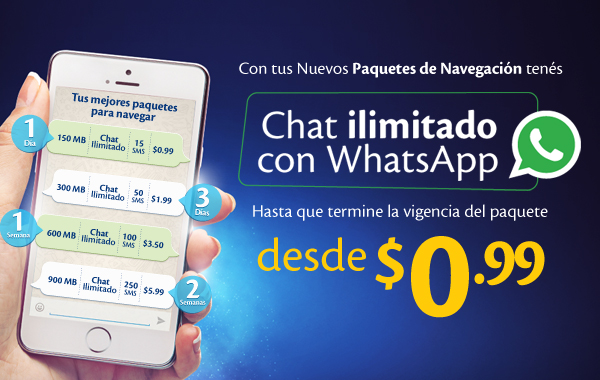 Tus mejores paquetes
para navegar
1
Día
150 MB Chat Ilimitado 15 SMS $0.99
300 MB Chat Ilimitado 50 SMS $1.99
3
Días
1
Semana
600 MB Chat Ilimitado 100 SMS $3.50
900 MB Chat Ilimitado 250 SMS $5.99
2
Semanas
Con tus Nuevos Paquetes de Navegación tenés
Chat ilimitado
con WhatsApp
Hasta que termine la vigencia del paquete
desde $0.99